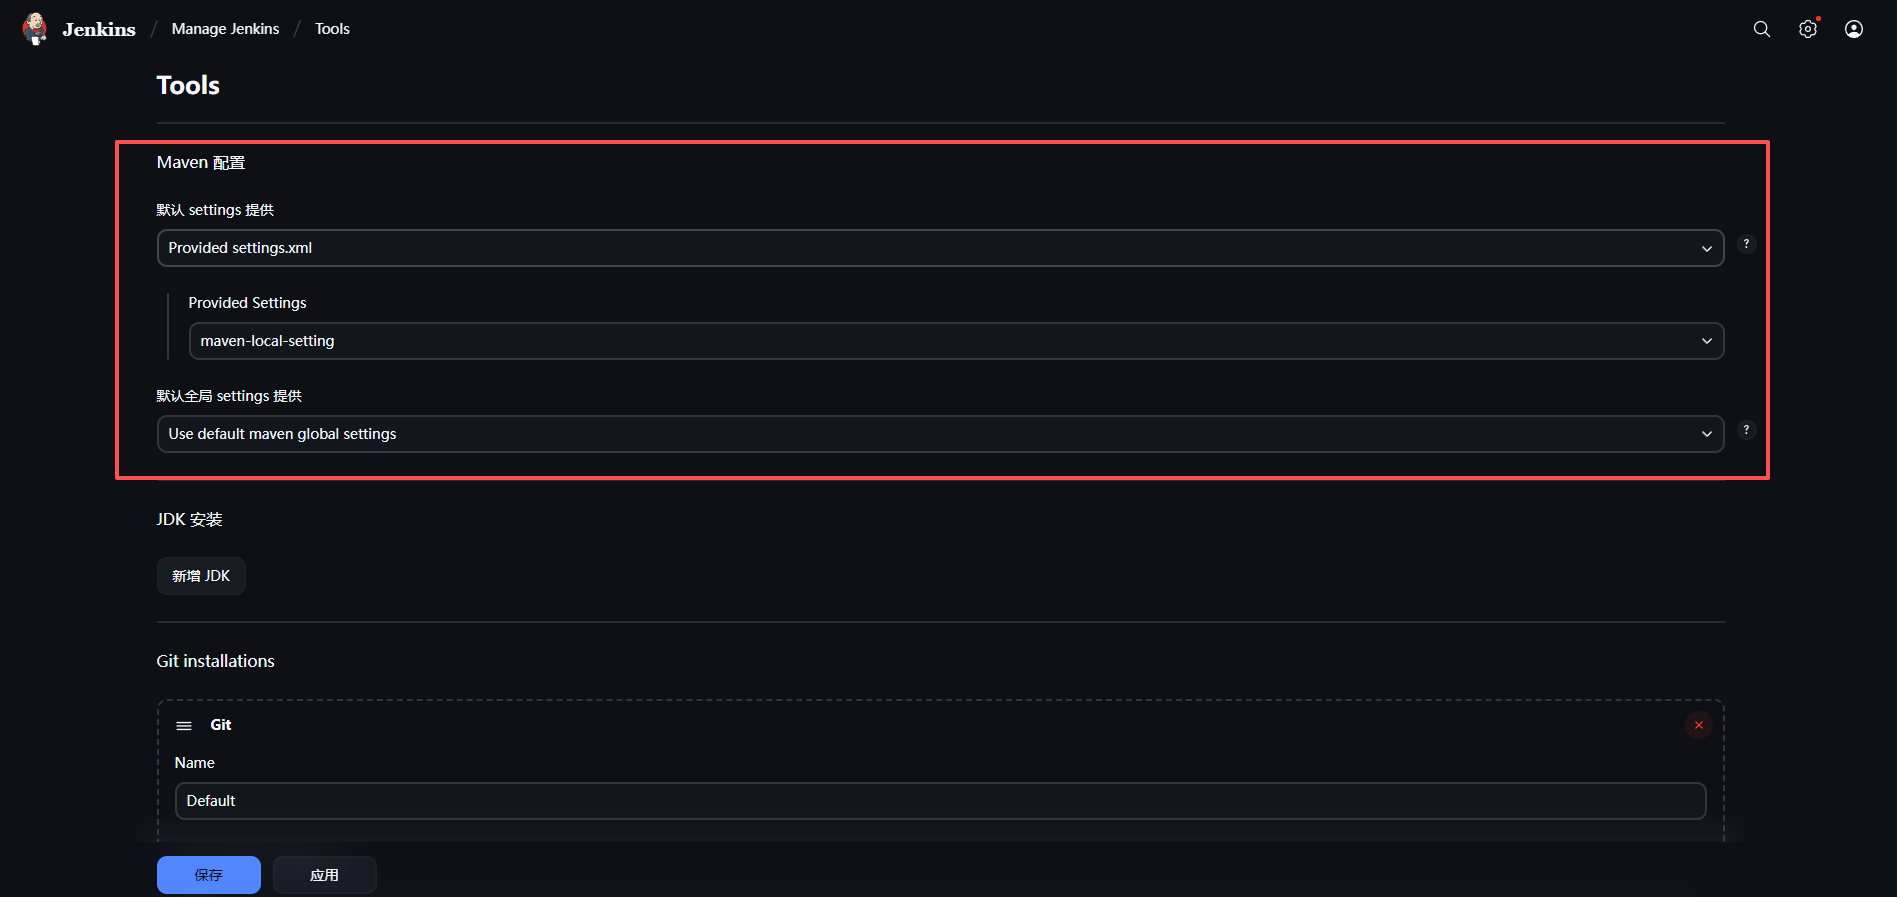 Jenkins / Manage Jenkins / Tools
Tools
Maven 配置
默认 settings 提供
Provided settings.xml
?
Provided Settings
maven-local-setting
默认全局 settings 提供
Use default maven global settings
?
JDK 安装
新增 JDK
Git installations
Git
Name
Default
保存
应用